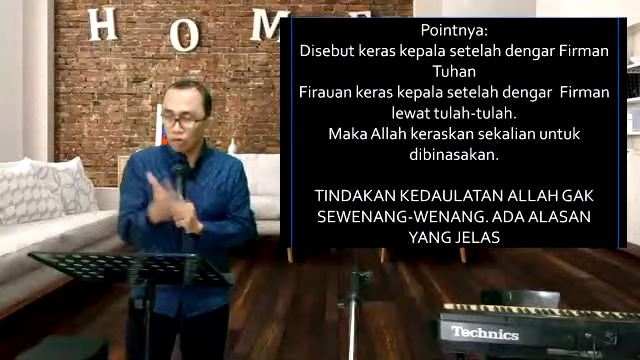 HOME
Pointnya:
Disebut keras kepala setelah dengar Firman
Tuhan
Firauan keras kepala setelah dengar Firman
lewat tulah-tulah.
Maka Allah keraskan sekalian untuk
dibinasakan.
TINDAKAN KEDAULATAN ALLAH GAK
SEWENANG-WENANG. ADA ALASAN
YANG JELAS
Technics